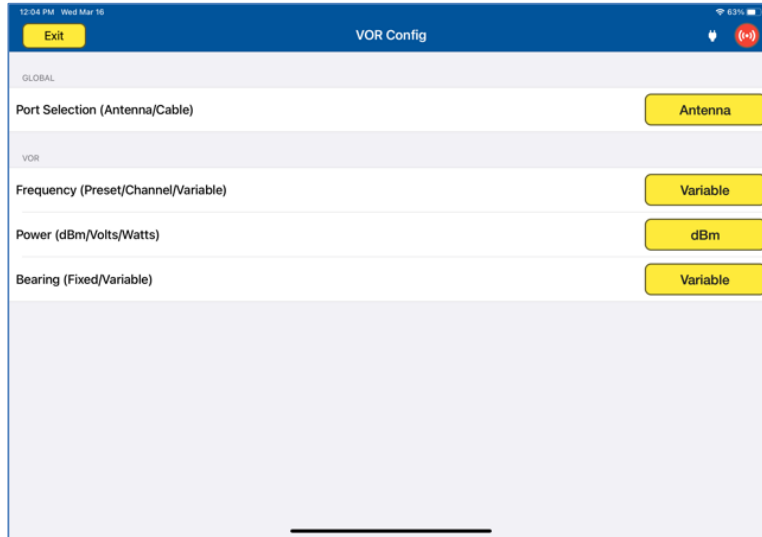 12:04 PM Wed Mar 16 63%
Exit VOR Config
GLOBAL
Port Selection (Antenna/Cable) Antenna
VOR
Frequency (Preset/Channel/Variable) Variable
Power (dBm/Volts/Watts) dBm
Bearing (Fixed/Variable) Variable